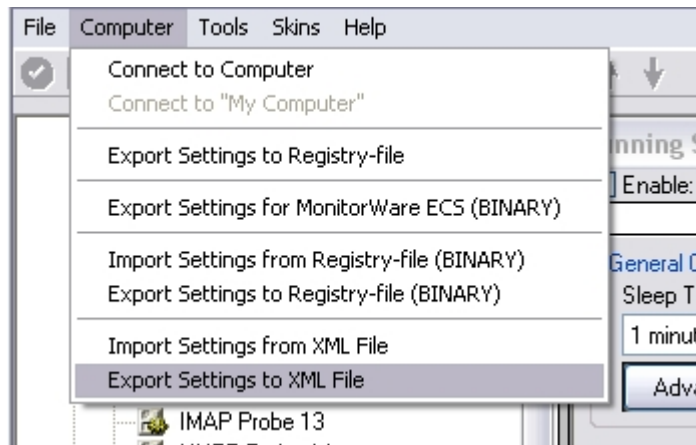 File Computer Tools Skins Help
Connect to Computer
Connect to "My Computer"
Export Settings to Registry-file
Export Settings for MonitorWare ECS (BINARY)
Import Settings from Registry-file (BINARY)
Export Settings to Registry-file (BINARY)
Import Settings from XML File
Export Settings to XML File
Enable:
General
Sleep
1
IMAP Probe 13